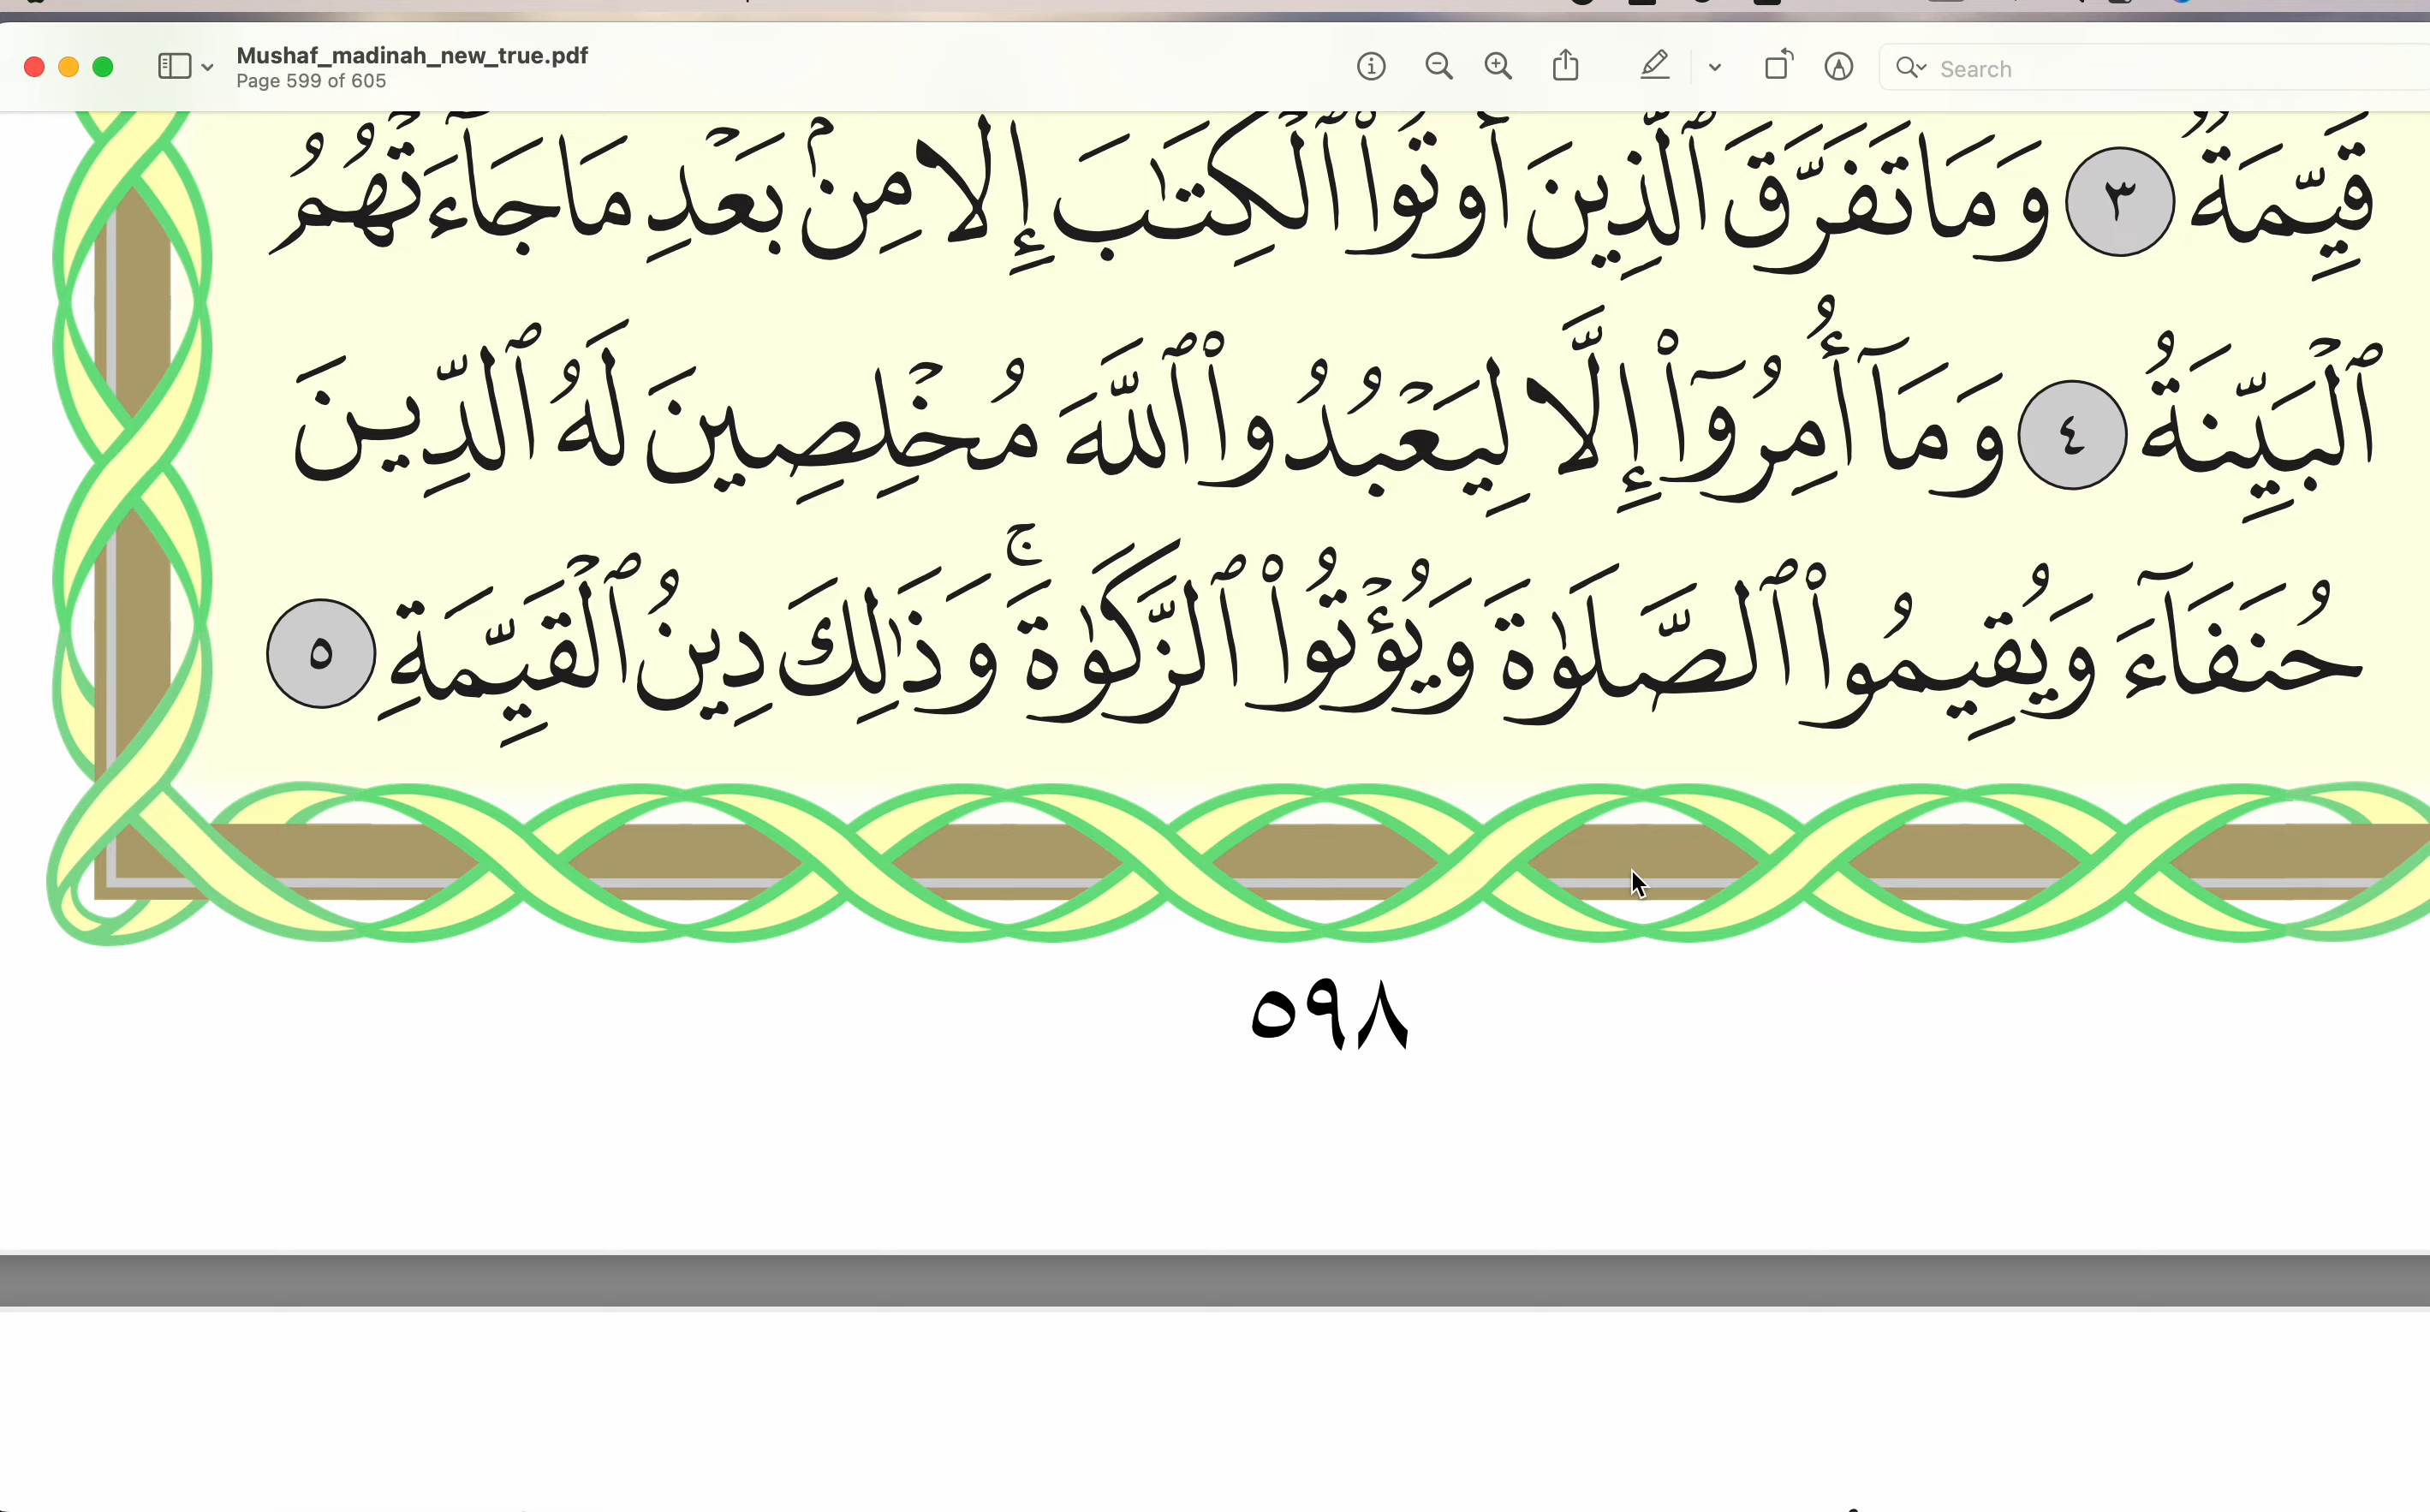 Mushaf_madinah_new_true.pdf
Page 599 of 605
Search
قَيِّمَةٞ ٣ وَمَا تَفَرَّقَ ٱلَّذِينَ أُوتُواْ ٱلۡكِتَٰبَ إِلَّا مِنۢ بَعۡدِ مَا جَآءَتۡهُمُ
ٱلۡبَيِّنَةُ ٤ وَمَآ أُمِرُوٓاْ إِلَّا لِيَعۡبُدُواْ ٱللَّهَ مُخۡلِصِينَ لَهُ ٱلدِّينَ
حُنَفَآءَ وَيُقِيمُواْ ٱلصَّلَوٰةَ وَيُؤۡتُواْ ٱلزَّكَوٰةَۚ وَذَٰلِكَ دِينُ ٱلۡقَيِّمَةِ ٥
٥٩٨